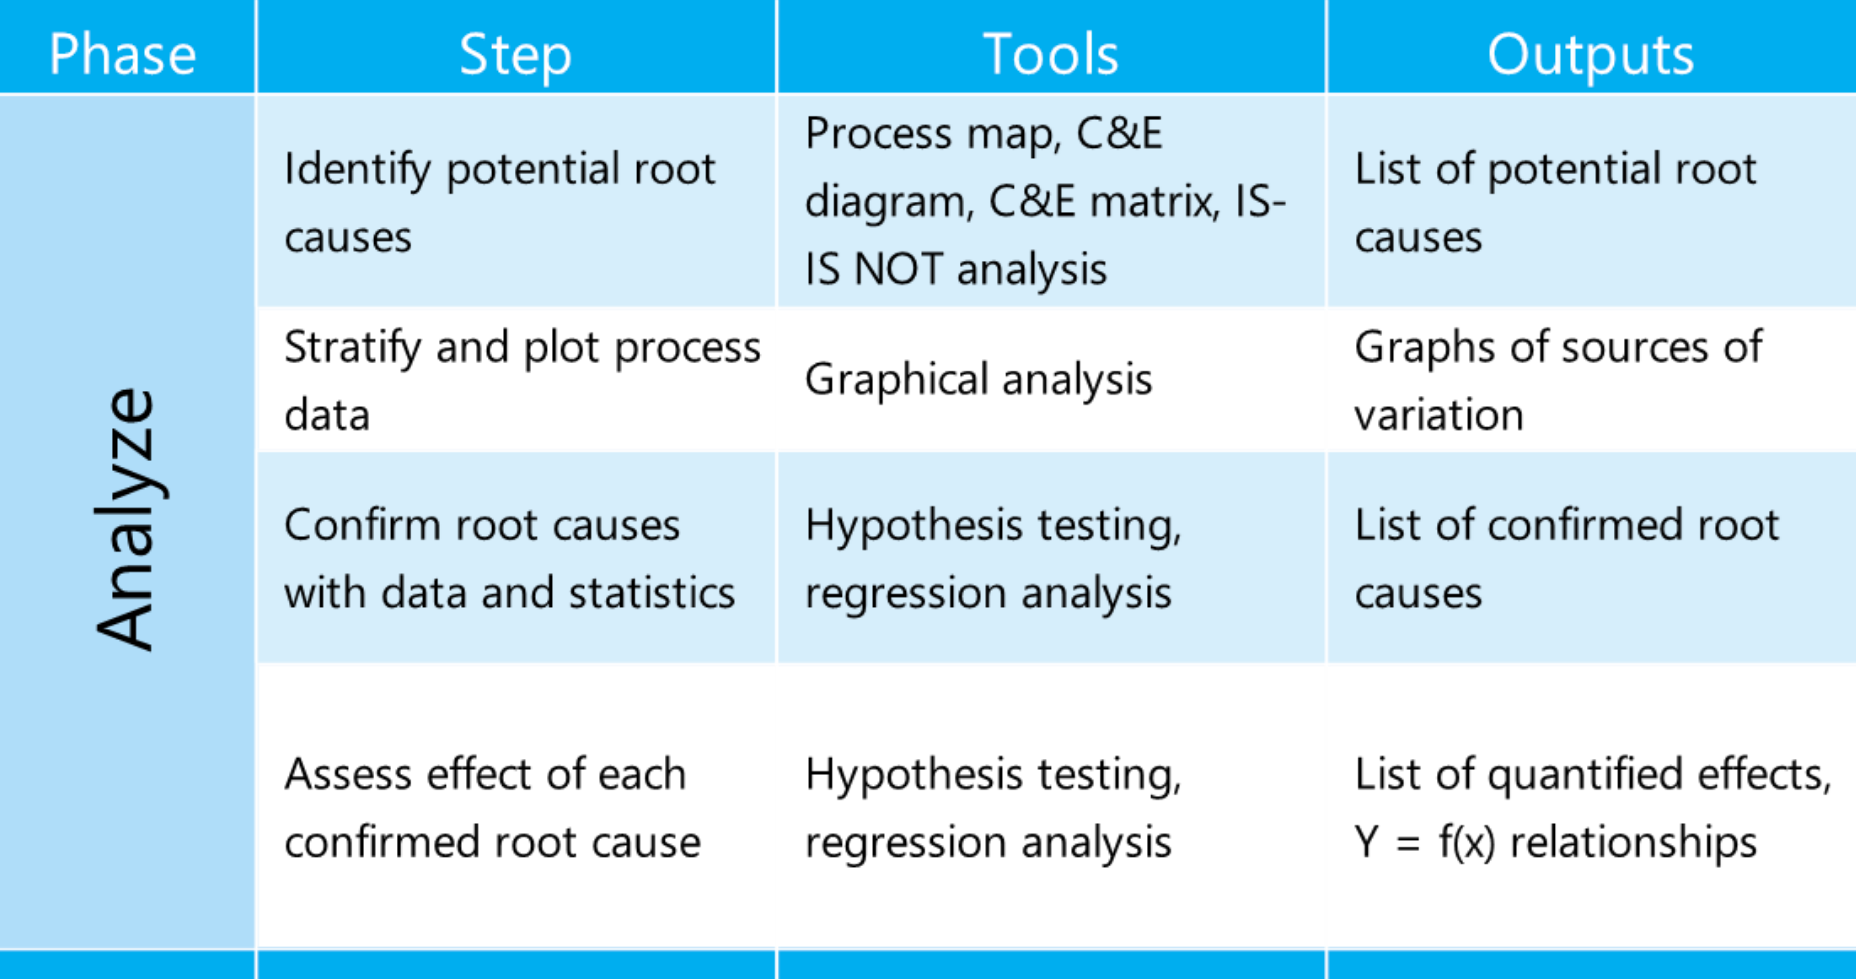 Phase Step Tools Outputs
Analyze
Identify potential root
causes
Process map, C&E
diagram, C&E matrix, IS-
IS NOT analysis
List of potential root
causes
Stratify and plot process
data
Graphical analysis
Graphs of sources of
variation
Confirm root causes
with data and statistics
Hypothesis testing,
regression analysis
List of confirmed root
causes
Assess effect of each
confirmed root cause
Hypothesis testing,
regression analysis
List of quantified effects,
Y = f(x) relationships